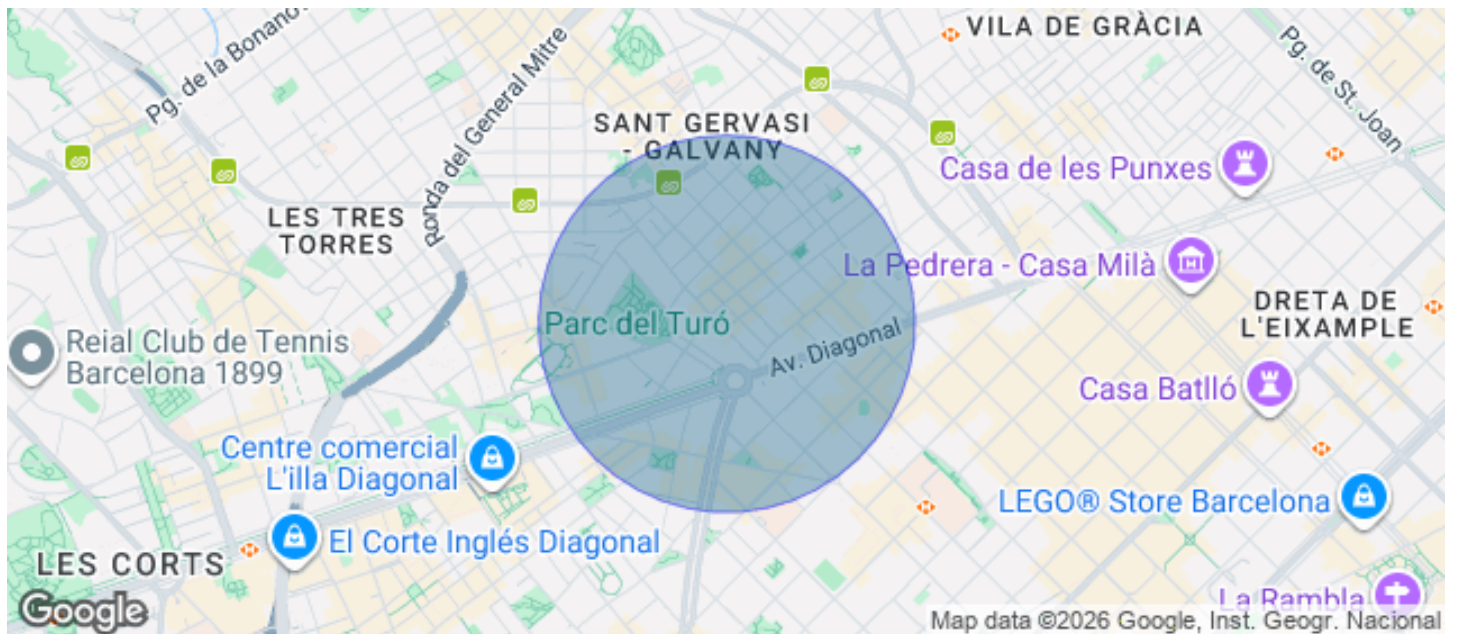 VILA DE GRÀCIA
Pg. de la Bonano
Ronda del General Mitre
Pg. de St. Joan
SANT GERVASI
- GALVANY
Casa de les Punxes
LES TRES
TORRES
La Pedrera - Casa Milà
DRETA DE
L'EIXAMPLE
Parc del Turó
Reial Club de Tennis
Barcelona 1899
Av. Diagonal
Casa Batlló
Centre comercial
L'illa Diagonal
LEGO® Store Barcelona
El Corte Inglés Diagonal
LES CORTS
La Rambla
Google
Map data ©2026 Google, Inst. Geogr. Nacional